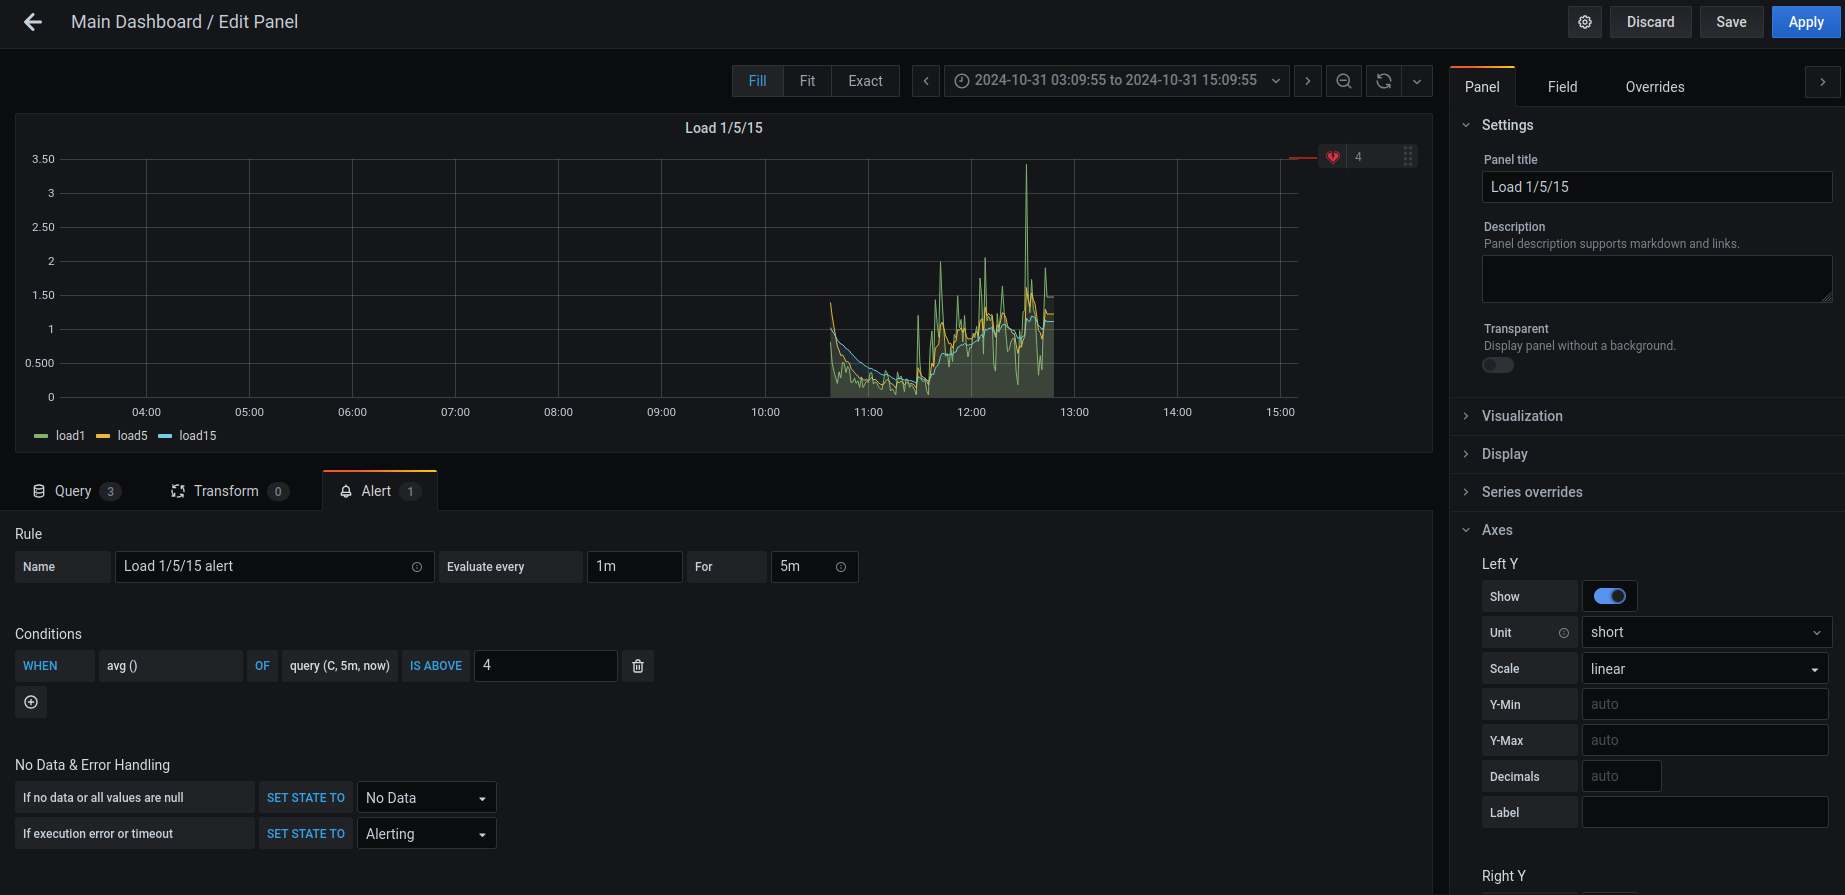 Main Dashboard / Edit Panel
Discard
Save
Apply
Fill
Fit
Exact
2024-10-31 03:09:55 to 2024-10-31 15:09:55
Load 1/5/15
3.50
3
2.50
2
1.50
1
0.500
0
4
04:00 05:00 06:00 07:00 08:00 09:00 10:00 11:00 12:00 13:00 14:00 15:00
load1 load5 load15
Query 3
Transform 0
Alert 1
Rule
Name Load 1/5/15 alert Evaluate every 1m For 5m
Conditions
WHEN avg () OF query (C, 5m, now) IS ABOVE 4
No Data & Error Handling
If no data or all values are null SET STATE TO No Data
If execution error or timeout SET STATE TO Alerting
Panel
Field
Overrides
Settings
Panel title
Load 1/5/15
Description
Panel description supports markdown and links.
Transparent
Display panel without a background.
Visualization
Display
Series overrides
Axes
Left Y
Show
Unit short
Scale linear
Y-Min auto
Y-Max auto
Decimals auto
Label
Right Y